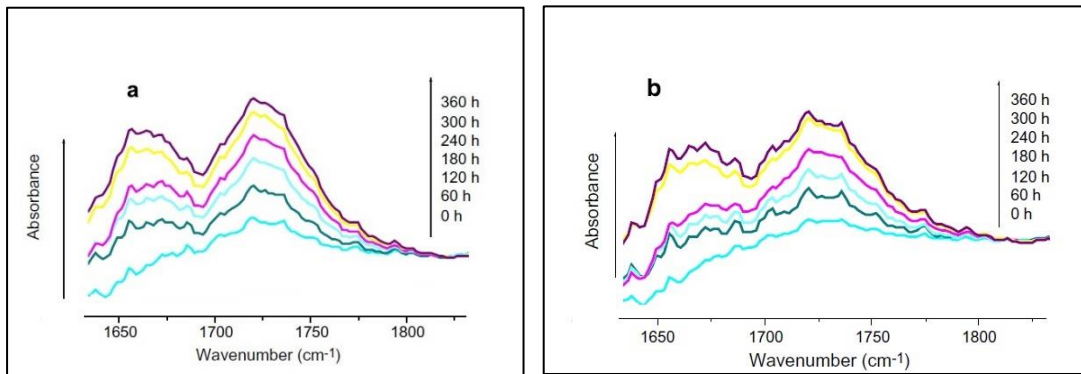 a
Absorbance
360 h
300 h
240 h
180 h
120 h
60 h
0 h
1650 1700 1750 1800
Wavenumber (cm-1)
b
Absorbance
360 h
300 h
240 h
180 h
120 h
60 h
0 h
1650 1700 1750 1800
Wavenumber (cm-1)